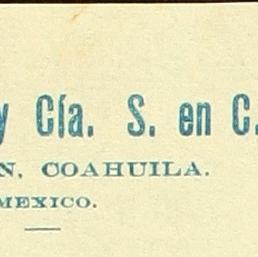 y Cía. S. en C.
N, COAHUILA.
MEXICO.